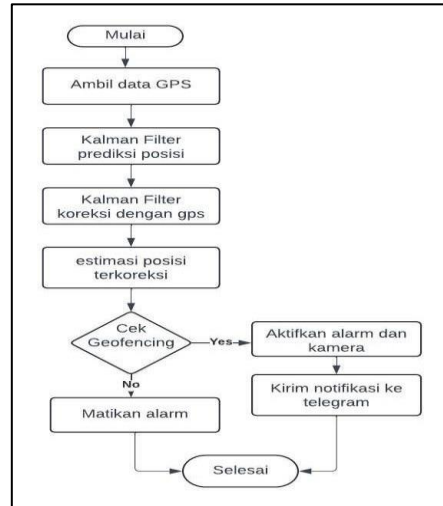 Mulai
Ambil data GPS
Kalman Filter
prediksi posisi
Kalman Filter
koreksi dengan gps
estimasi posisi
terkoreksi
Cek
Geofencing
Yes
Aktifkan alarm dan
kamera
No
Kirim notifikasi ke
telegram
Matikan alarm
Selesai